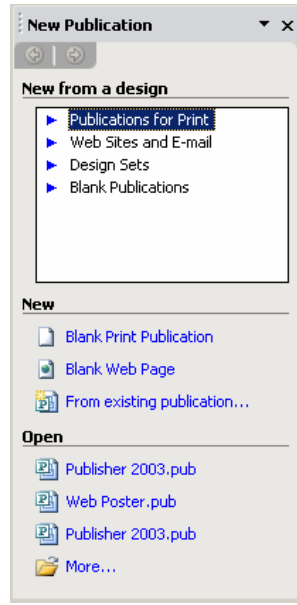 New Publication
New from a design
Publications for Print
Web Sites and E-mail
Design Sets
Blank Publications
New
Blank Print Publication
Blank Web Page
From existing publication...
Open
Publisher 2003.pub
Web Poster.pub
Publisher 2003.pub
More...